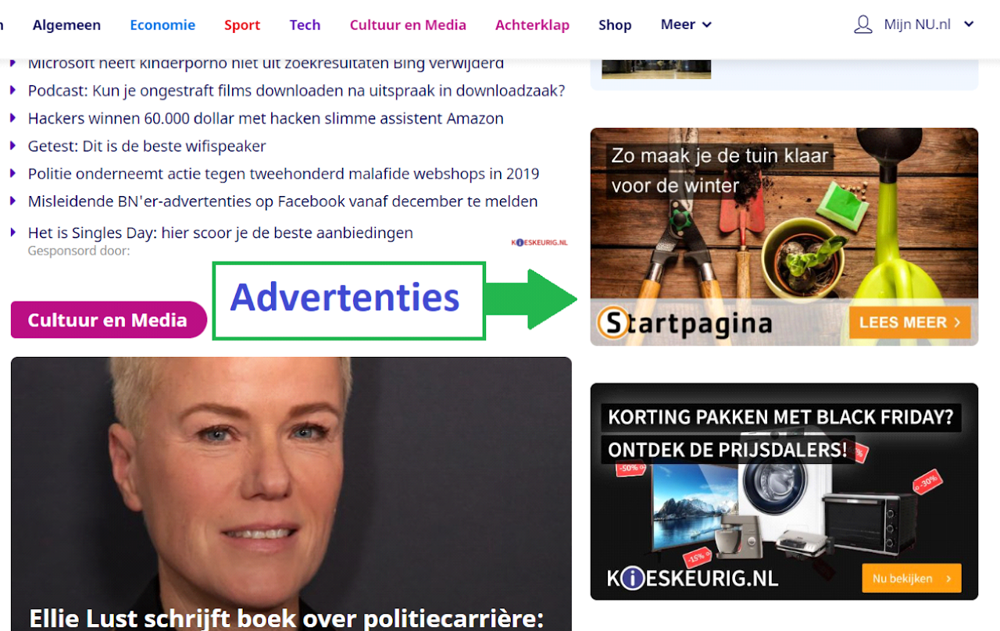 Algemeen Economie Sport Tech Cultuur en Media Achterklap Shop Meer Mijn NU.nl
Microsoft heeft kinderporno niet uit zoekresultaten Bing verwijderd
Podcast: Kun je ongestraft films downloaden na uitspraak in downloadzaak?
Hackers winnen 60.000 dollar met hacken slimme assistent Amazon
Getest: Dit is de beste wifispeaker
Politie onderneemt actie tegen tweehonderd malafide webshops in 2019
Misleidende BN'er-advertenties op Facebook vanaf december te melden
Het is Singles Day: hier scoor je de beste aanbiedingen
Gesponsord door:
KIESKEURIG.NL
Advertenties
Cultuur en Media
Ellie Lust schrijft boek over politiecarrière:
Zo maak je de tuin klaar
voor de winter
Startpagina
LEES MEER
KORTING PAKKEN MET BLACK FRIDAY?
ONTDEK DE PRIJSDALERS!
-50%
-30%
-15%
KiESKEURIG.NL
Nu bekijken